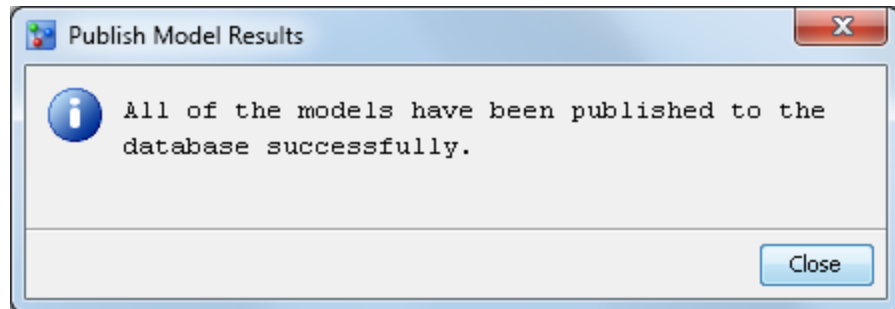 Publish Model Results
All of the models have been published to the
database successfully.
Close